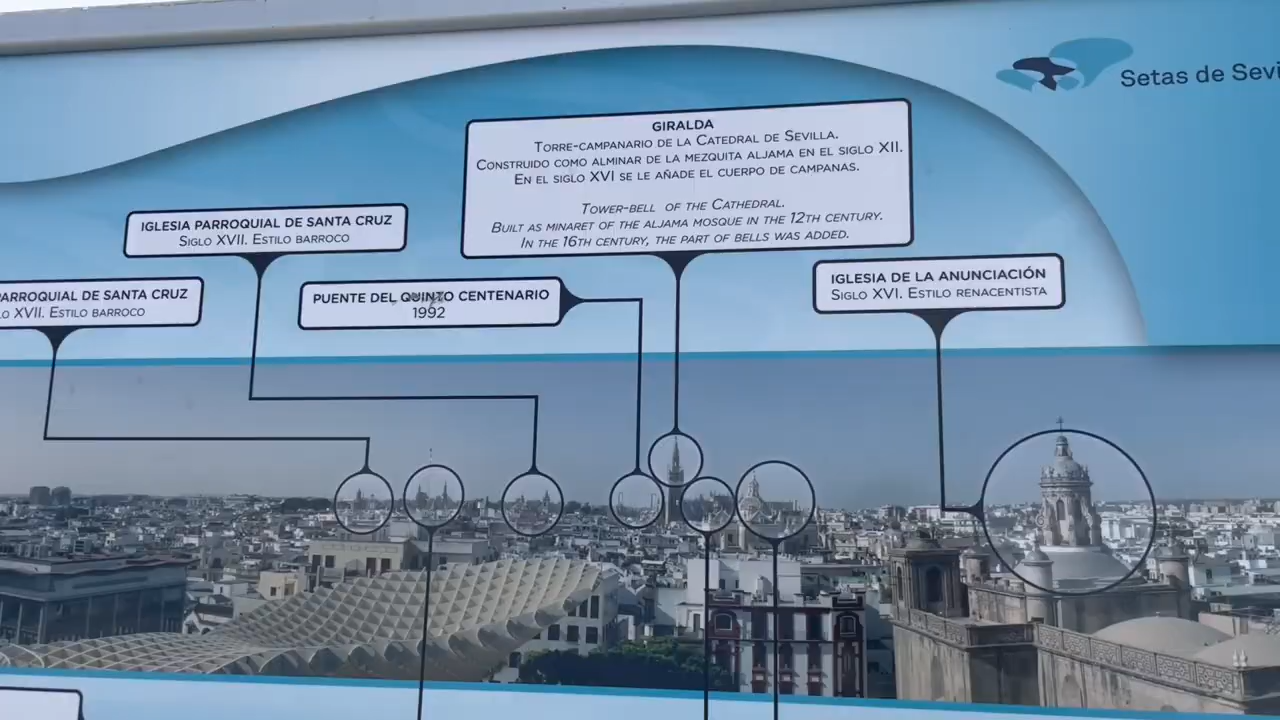 Setas de Sevi
GIRALDA
TORRE-CAMPANARIO DE LA CATEDRAL DE SEVILLA.
CONSTRUIDO COMO ALMINAR DE LA MEZQUITA ALJAMA EN EL SIGLO XII.
EN EL SIGLO XVI SE LE AÑADE EL CUERPO DE CAMPANAS.
TOWER-BELL OF THE CATHEDRAL.
BUILT AS MINARET OF THE ALJAMA MOSQUE IN THE 12TH CENTURY.
IN THE 16TH CENTURY, THE PART OF BELLS WAS ADDED.
IGLESIA PARROQUIAL DE SANTA CRUZ
SIGLO XVII. ESTILO BARROCO
ARROQUIAL DE SANTA CRUZ
O XVII. ESTILO BARROCO
PUENTE DEL QUINTO CENTENARIO
1992
IGLESIA DE LA ANUNCIACIÓN
SIGLO XVI. ESTILO RENACENTISTA